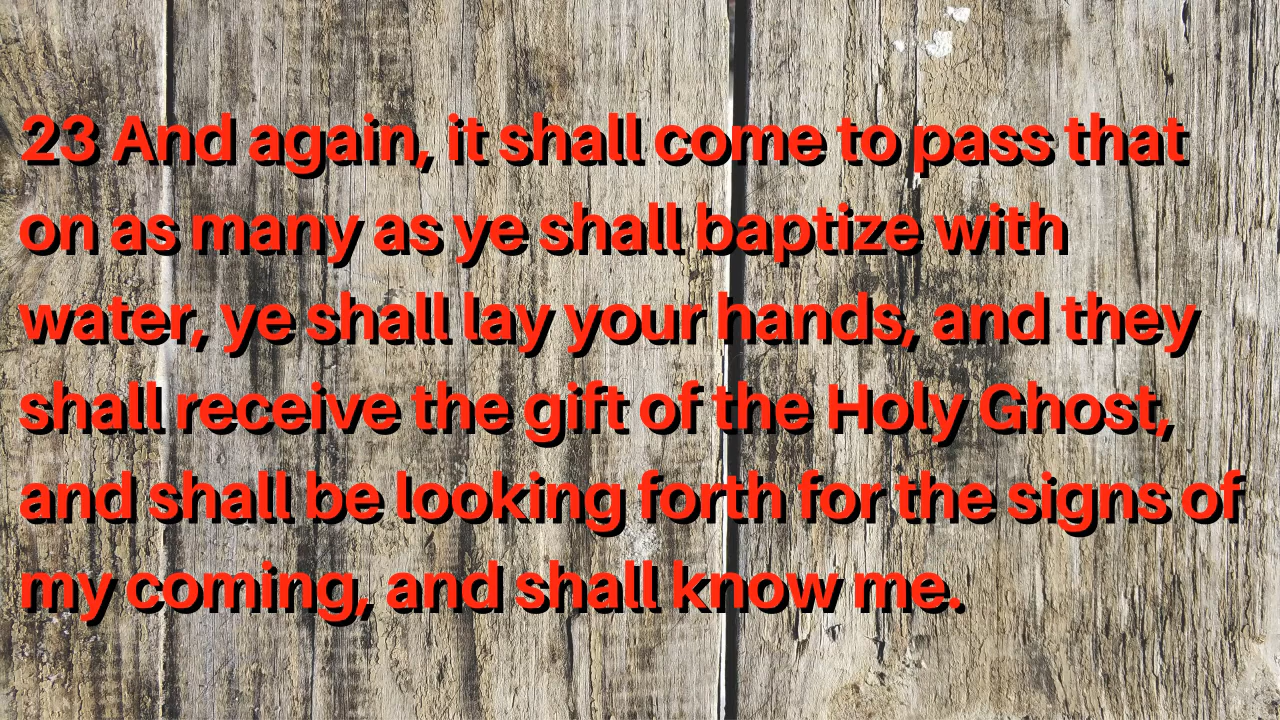 23 And again, it shall come to pass that
on as many as ye shall baptize with
water, ye shall lay your hands, and they
shall receive the gift of the Holy Ghost,
and shall be looking forth for the signs of
my coming, and shall know me.